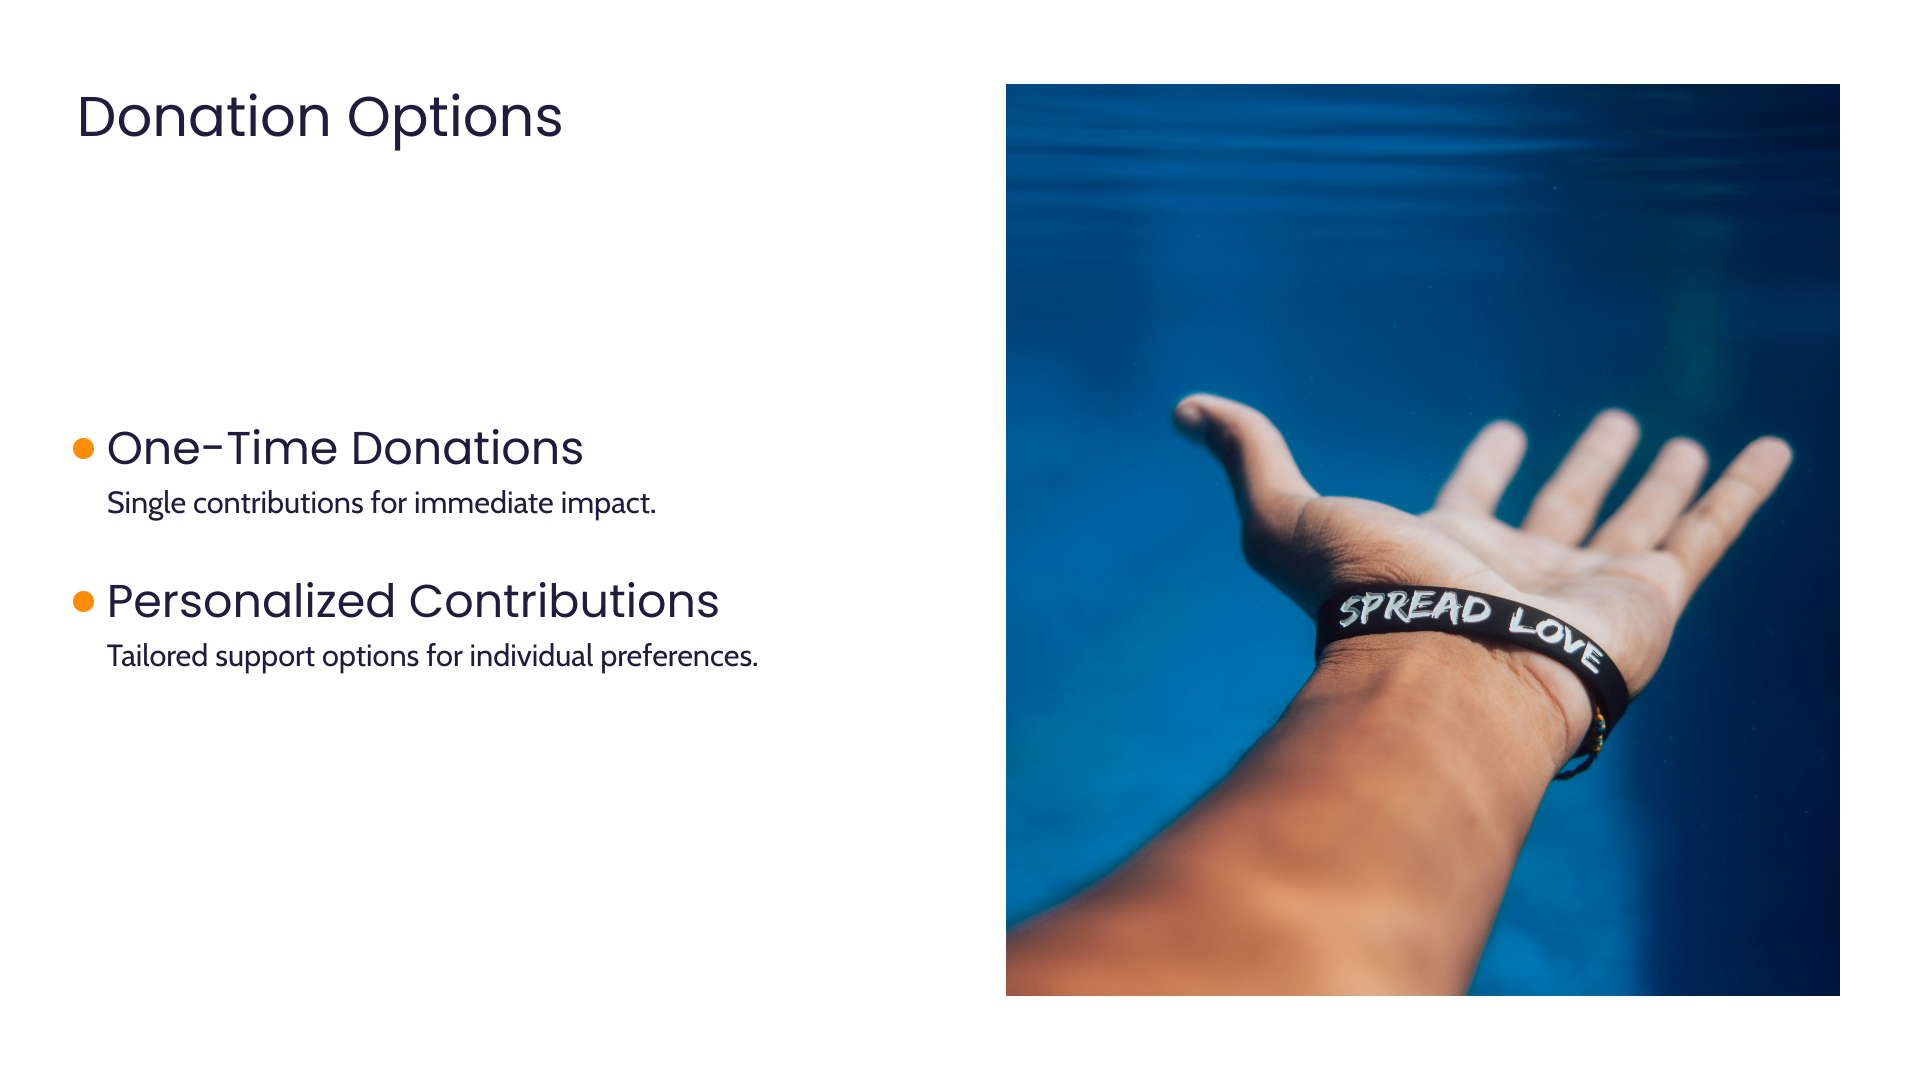 Donation Options
One-Time Donations
Single contributions for immediate impact.
Personalized Contributions
Tailored support options for individual preferences.
SPREAD LOVE